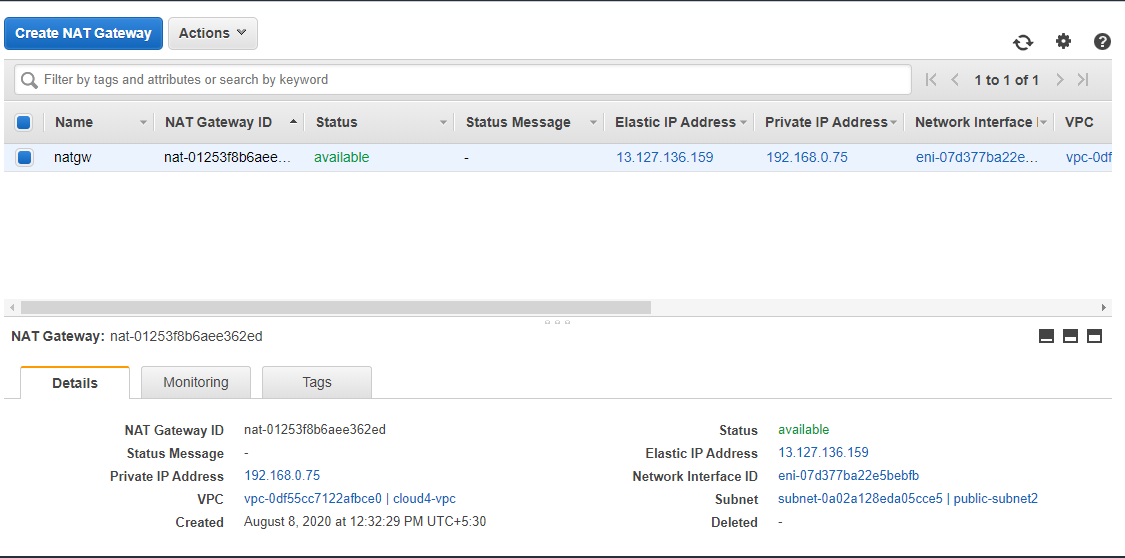 Create NAT Gateway Actions
Filter by tags and attributes or search by keyword 1 to 1 of 1
Name NAT Gateway ID Status Status Message Elastic IP Address Private IP Address Network Interface I VPC
natgw nat-01253f8b6aee... available - 13.127.136.159 192.168.0.75 eni-07d377ba22e... vpc-0df
NAT Gateway: nat-01253f8b6aee362ed
Details Monitoring Tags
NAT Gateway ID nat-01253f8b6aee362ed Status available
Status Message - Elastic IP Address 13.127.136.159
Private IP Address 192.168.0.75 Network Interface ID eni-07d377ba22e5bebfb
VPC vpc-0df55cc7122afbce0 | cloud4-vpc Subnet subnet-0a02a128eda05cce5 | public-subnet2
Created August 8, 2020 at 12:32:29 PM UTC+5:30 Deleted -